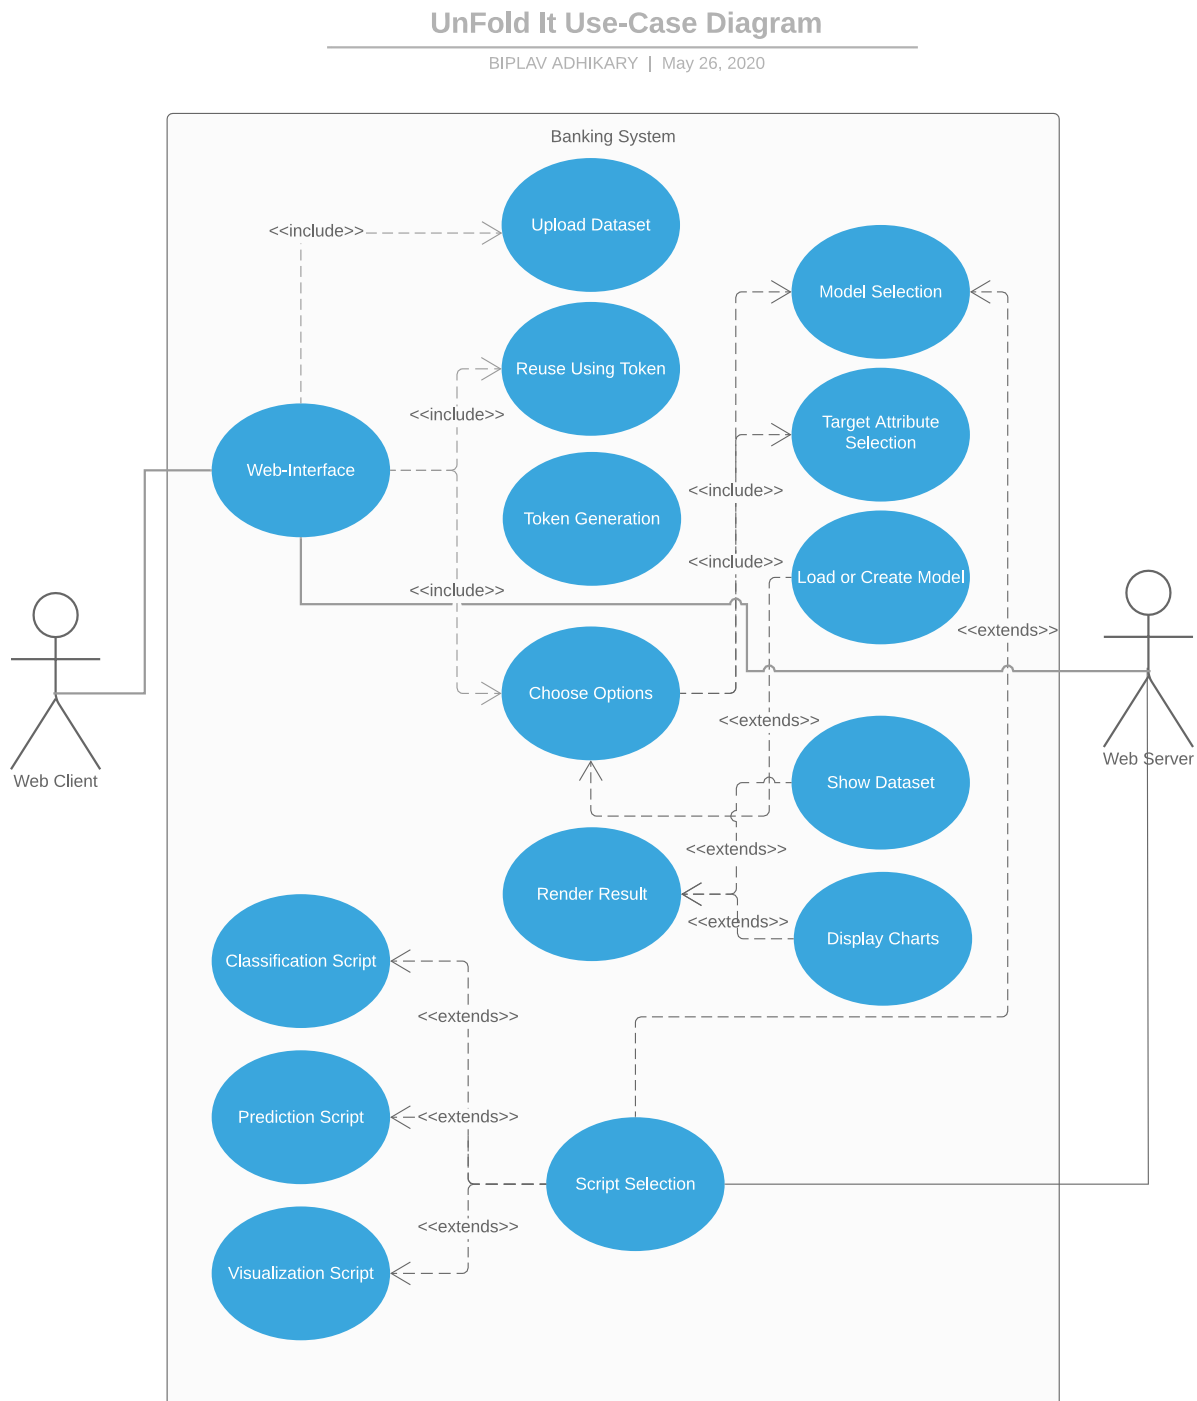 UnFold It Use-Case Diagram
BIPLAV ADHIKARY | May 26, 2020
Banking System
Upload Dataset
<<include>>
Model Selection
Reuse Using Token
<<include>>
Target Attribute
Selection
Web-Interface
<<include>>
Token Generation
<<include>>
Load or Create Model
<<include>>
<<extends>>
Choose Options
<<extends>>
Web Client
Web Server
Show Dataset
<<extends>>
Render Result
<<extends>>
Display Charts
Classification Script
<<extends>>
Prediction Script
<<extends>>
Script Selection
<<extends>>
Visualization Script